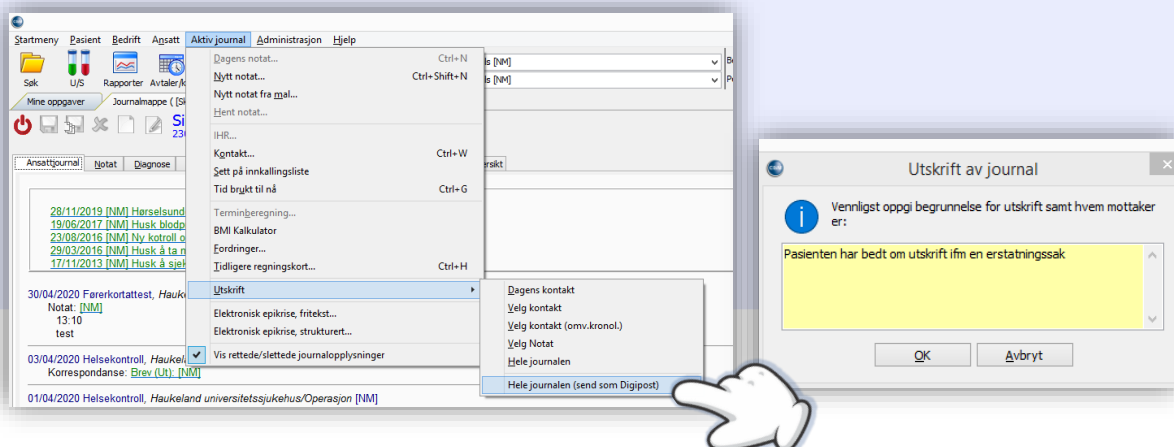 Startmeny Pasient Bedrift Ansatt Aktiv journal Administrasjon Hjelp
Søk U/S Rapporter Avtaler/k
[NM]
[NM]
Mine oppgaver Journalmappe (
Ansattjournal Notat Diagnose
28/11/2019 [NM] Hørselsund
19/06/2017 [NM] Husk blodp
23/08/2016 [NM] Ny kotroll o
29/03/2016 [NM] Husk å ta
17/11/2013 [NM] Husk å sjek
30/04/2020 Førerkortattest, Hauke
Notat: [NM]
13:10
test
03/04/2020 Helsekontroll, Haukel
Korrespondanse: Brev (Ut): [NM]
01/04/2020 Helsekontroll, Haukeland universitetssjukehus/Operasjon [NM]
Dagens notat... Ctrl+N
Nytt notat... Ctrl+Shift+N
Nytt notat fra mal...
Hent notat...
IHR...
Kontakt... Ctrl+W
Sett på innkallingsliste
Tid brukt til nå Ctrl+G
Terminberegning...
BMI Kalkulator
Fordringer...
Tidligere regningskort... Ctrl+H
Utskrift
Elektronisk epikrise, fritekst...
Elektronisk epikrise, strukturert...
Vis rettede/slettede journalopplysninger
Dagens kontakt
Velg kontakt
Velg kontakt (omv.kronol.)
Velg Notat
Hele journalen
Hele journalen (send som Digipost)
Utskrift av journal
Vennligst oppgi begrunnelse for utskrift samt hvem mottaker
er:
Pasienten har bedt om utskrift ifm en erstatningssak
OK Avbryt